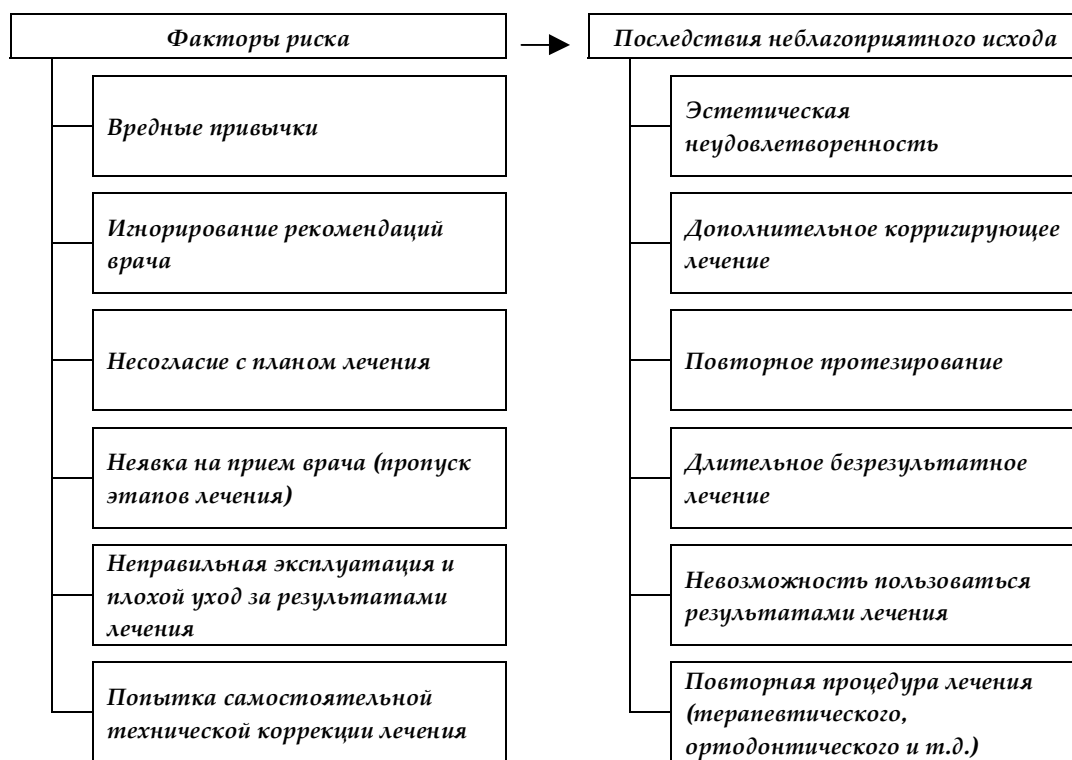 Факторы риска
Вредные привычки
Игнорирование рекомендаций
врача
Несогласие с планом лечения
Неявка на прием врача (пропуск
этапов лечения)
Неправильная эксплуатация и
плохой уход за результатами
лечения
Попытка самостоятельной
технической коррекции лечения
Последствия неблагоприятного исхода
Эстетическая
неудовлетворенность
Дополнительное корригирующее
лечение
Повторное протезирование
Длительное безрезультатное
лечение
Невозможность пользоваться
результатами лечения
Повторная процедура лечения
(терапевтического,
ортодонтического и т.д.)